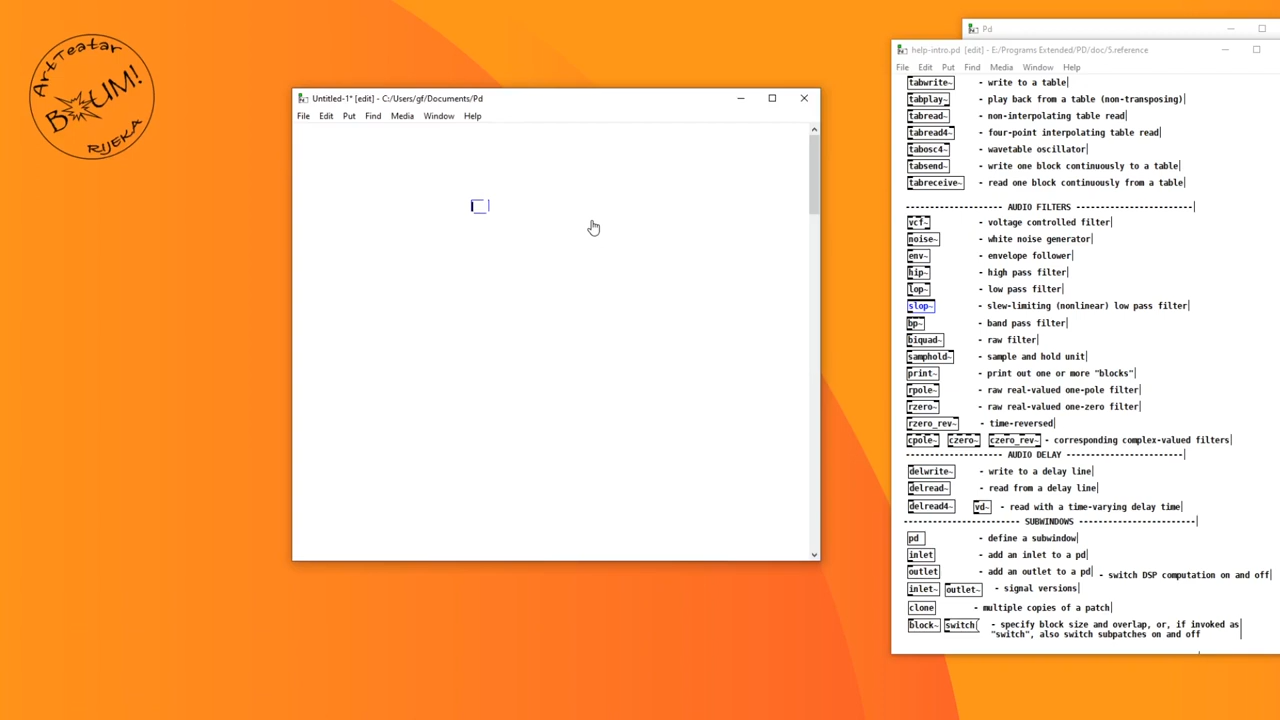 ArtTeatar
BOUM!
RIJEKA
Pd
help-intro.pd [edit] - E:/Programs Extended/PD/doc/5.reference
File Edit Put Find Media Window Help
tabwrite~ - write to a table
tabplay~ - play back from a table (non-transposing)
tabread~ - non-interpolating table read
tabread4~ - four-point interpolating table read
tabosc4~ - wavetable oscillator
tabsend~ - write one block continuously to a table
tabreceive~ - read one block continuously from a table
-------------------- AUDIO FILTERS --------------------
vcf~ - voltage controlled filter
noise~ - white noise generator
env~ - envelope follower
hip~ - high pass filter
lop~ - low pass filter
slop~ - slew-limiting (nonlinear) low pass filter
bp~ - band pass filter
biquad~ - raw filter
samphold~ - sample and hold unit
print~ - print out one or more "blocks"
rpole~ - raw real-valued one-pole filter
rzero~ - raw real-valued one-zero filter
rzero_rev~ - time-reversed
cpole~ czero~ czero_rev~ - corresponding complex-valued filters
-------------------- AUDIO DELAY --------------------
delwrite~ - write to a delay line
delread~ - read from a delay line
delread4~ vd~ - read with a time-varying delay time
---------------------- SUBWINDOWS ----------------------
pd - define a subwindow
inlet - add an inlet to a pd
outlet - add an outlet to a pd - switch DSP computation on and off
inlet~ outlet~ - signal versions
clone - multiple copies of a patch
block~ switch - specify block size and overlap, or, if invoked as
"switch", also switch subpatches on and off
Untitled-1* [edit] - C:/Users/gf/Documents/Pd
File Edit Put Find Media Window Help